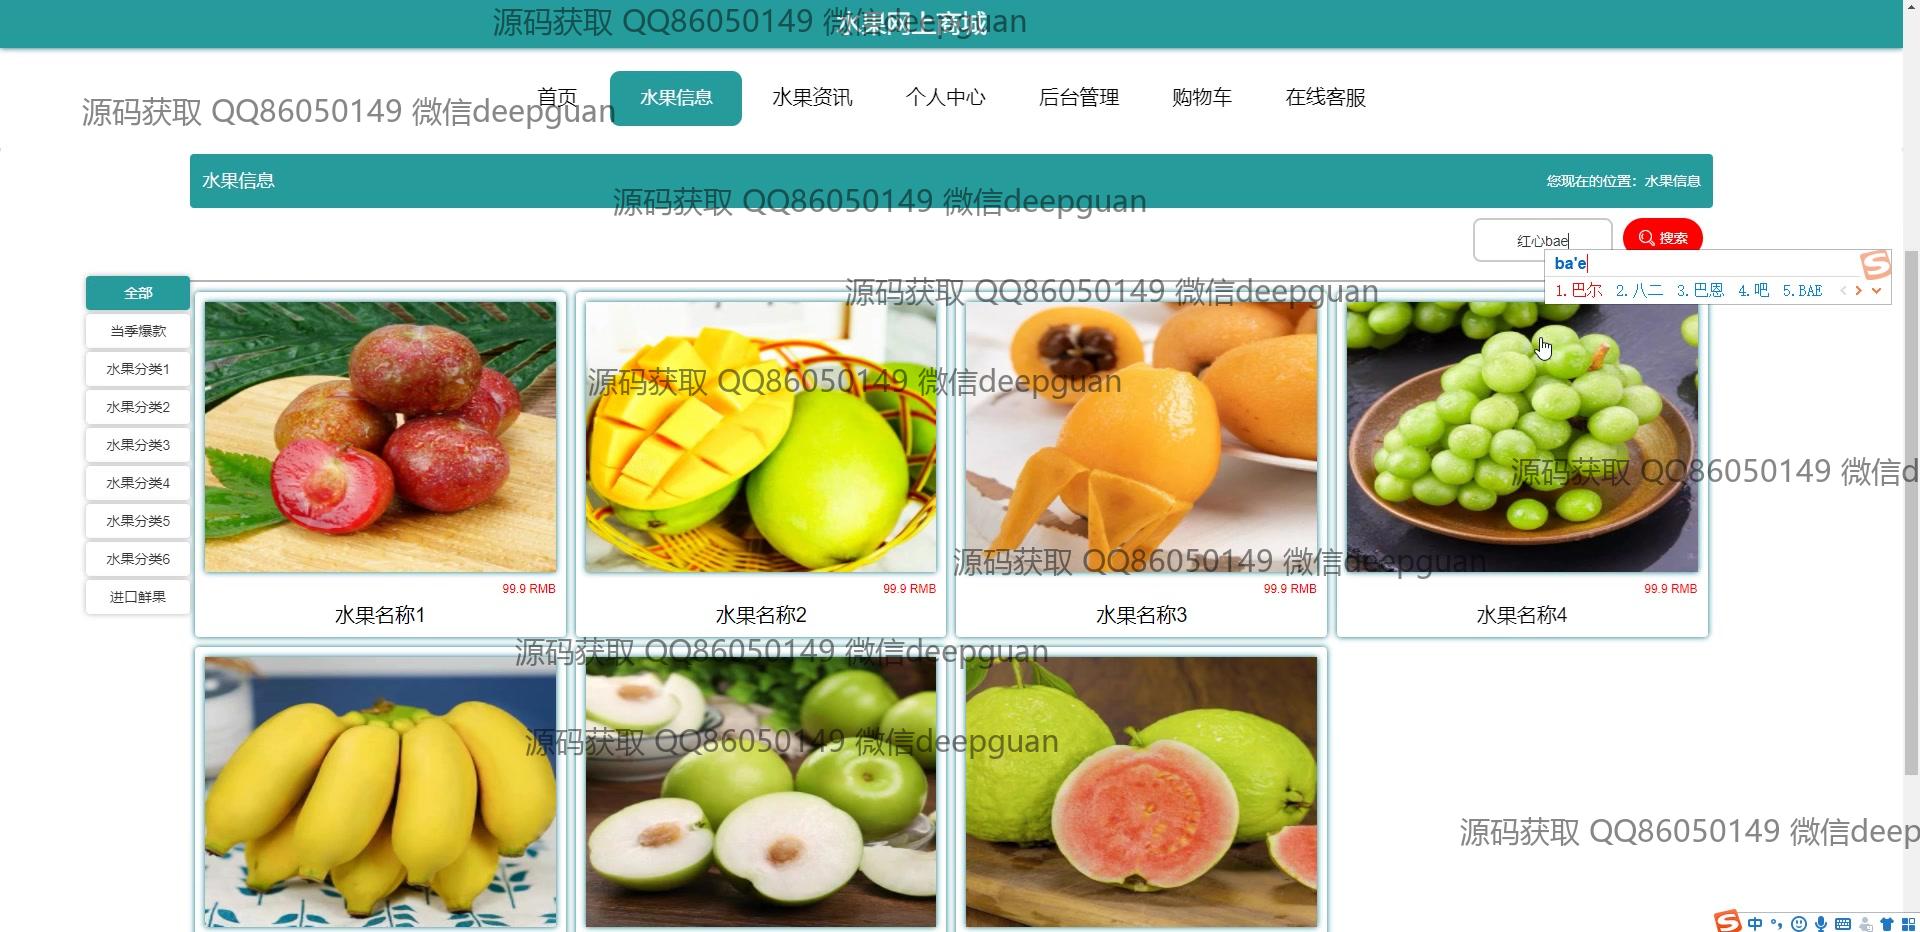 水果网上商城
源码获取 QQ86050149 微信deepguan
首页 水果信息 水果资讯 个人中心 后台管理 购物车 在线客服
源码获取 QQ86050149 微信deepguan
水果信息 您现在的位置：水果信息
源码获取 QQ86050149 微信deepguan
红心bae 搜索
ba'e
1.巴尔 2.八二 3.巴恩 4.吧 5.BAE
源码获取 QQ86050149 微信deepguan
全部
当季爆款
水果分类1
水果分类2
水果分类3
水果分类4
水果分类5
水果分类6
进口鲜果
源码获取 QQ86050149 微信deepguan
源码获取 QQ86050149 微信d
源码获取 QQ86050149 微信deepguan
99.9 RMB 99.9 RMB 99.9 RMB 99.9 RMB
水果名称1 水果名称2 水果名称3 水果名称4
源码获取 QQ86050149 微信deepguan
源码获取 QQ86050149 微信deepguan
源码获取 QQ86050149 微信deep
中